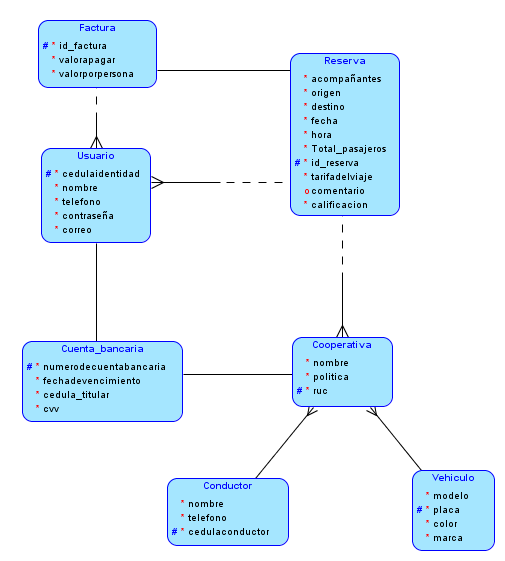 Factura
# * id_factura
* valorapagar
* valorporpersona
Reserva
* acompañantes
* origen
* destino
* fecha
* hora
* Total_pasajeros
# * id_reserva
* tarifadelviaje
o comentario
* calificacion
Usuario
# * cedulaidentidad
* nombre
* telefono
* contraseña
* correo
Cuenta_bancaria
# * numerodecuentabancaria
* fechadevencimiento
* cedula_titular
* cvv
Cooperativa
* nombre
* politica
# * ruc
Conductor
* nombre
* telefono
# * cedulaconductor
Vehiculo
* modelo
# * placa
* color
* marca